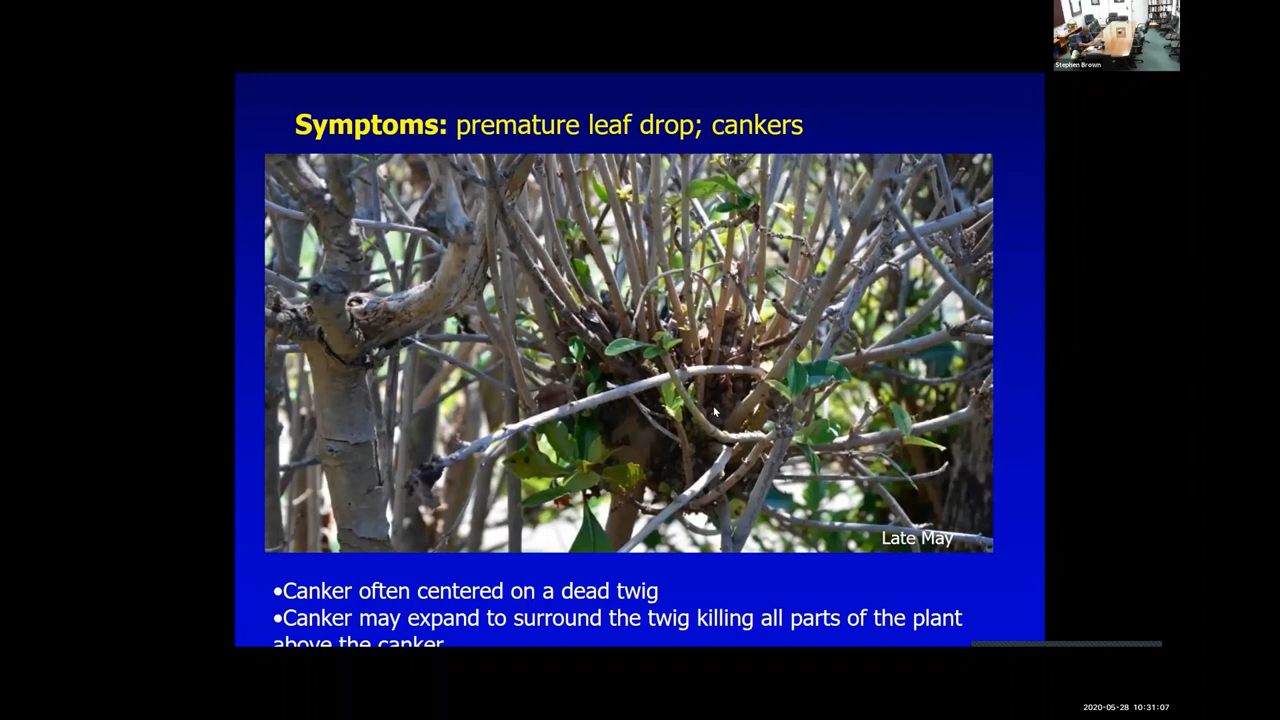 Stephen Brown
Symptoms: premature leaf drop; cankers
Late May
•Canker often centered on a dead twig
•Canker may expand to surround the twig killing all parts of the plant
above the canker
2020-05-28 10:31:07